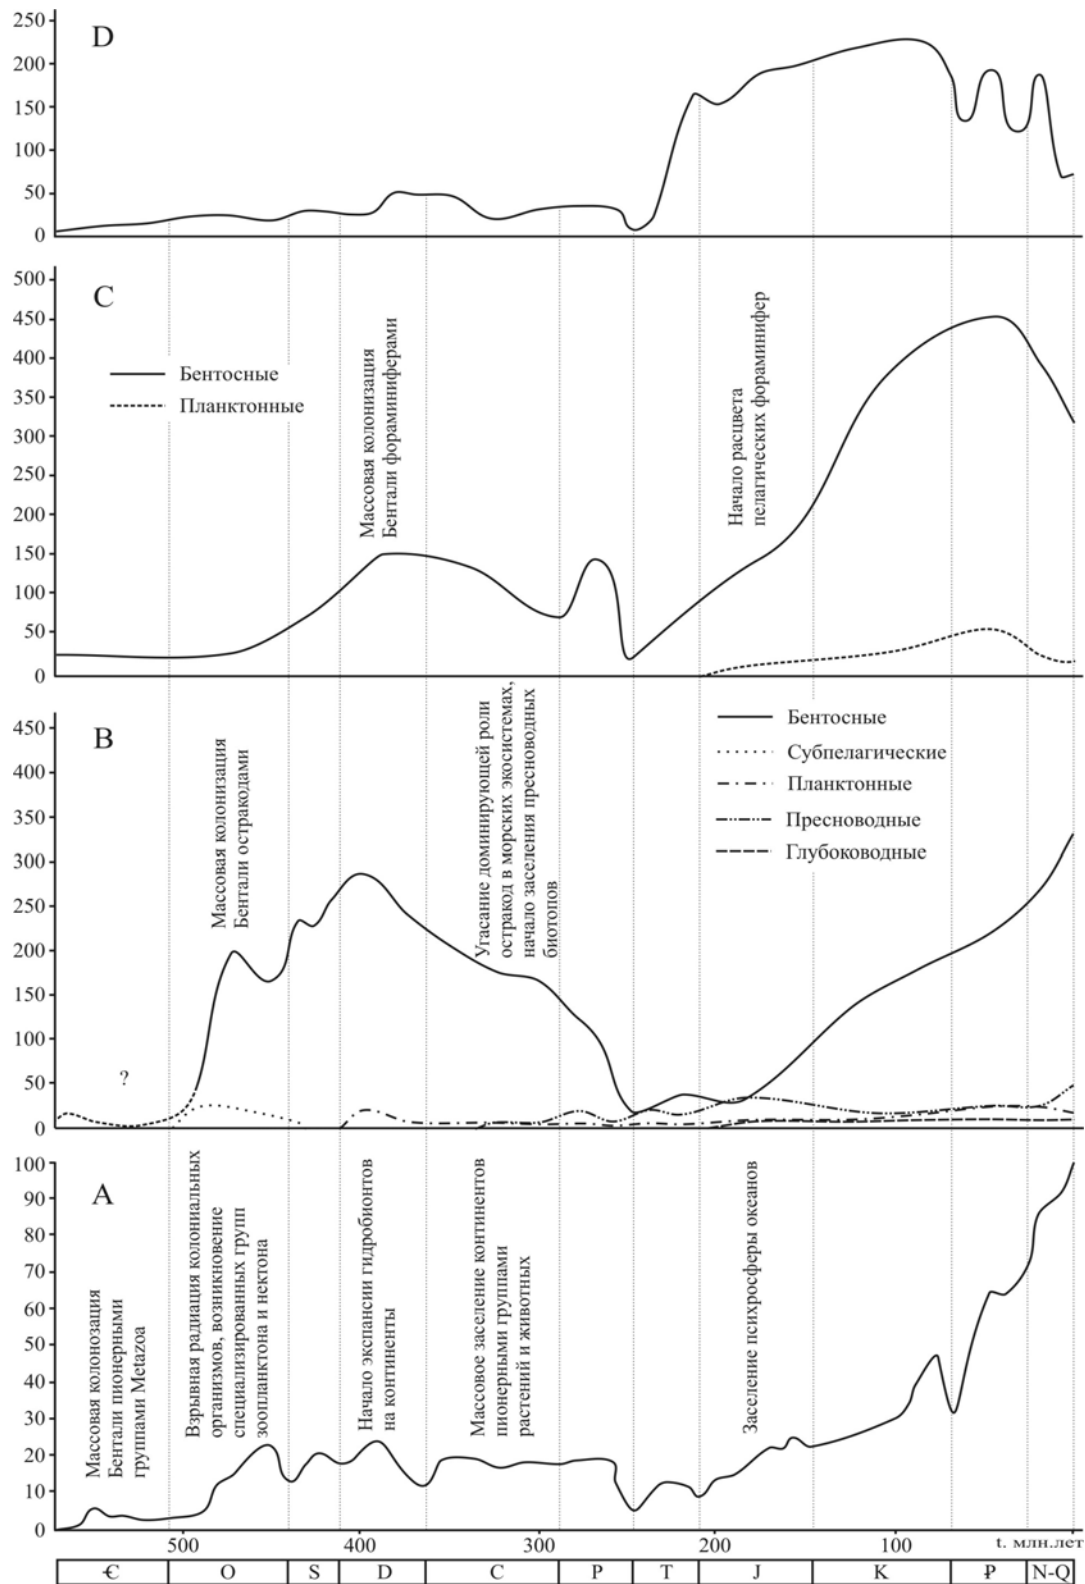 250
200
150
100
50
0
D
500
450
400
350
300
250
200
150
100
50
0
C
Бентосные
Планктонные
Массовая колонизация
Бентали фораминиферами
Начало расцвета
пелагических фораминифер
450
400
350
300
250
200
150
100
50
0
B
?
Массовая колонизация
Бентали остракодами
Угасание доминирующей роли
остракод в морских экосистемах,
начало заселения пресноводных
биотопов
Бентосные
Субпелагические
Планктонные
Пресноводные
Глубоководные
100
90
80
70
60
50
40
30
20
10
0
A
Массовая колонозация
Бентали пионерными
группами Metazoa
Взрывная радиация колониальных
организмов, возникновение
специализированных групп
зоопланктона и нектона
Начало экспансии гидробионтов
на континенты
Массовое заселение континентов
пионерными группами
растений и животных
Заселение психросферы океанов
500 400 300 200 100 t. млн.лет
Є O S D C P T J K Ᵽ N-Q